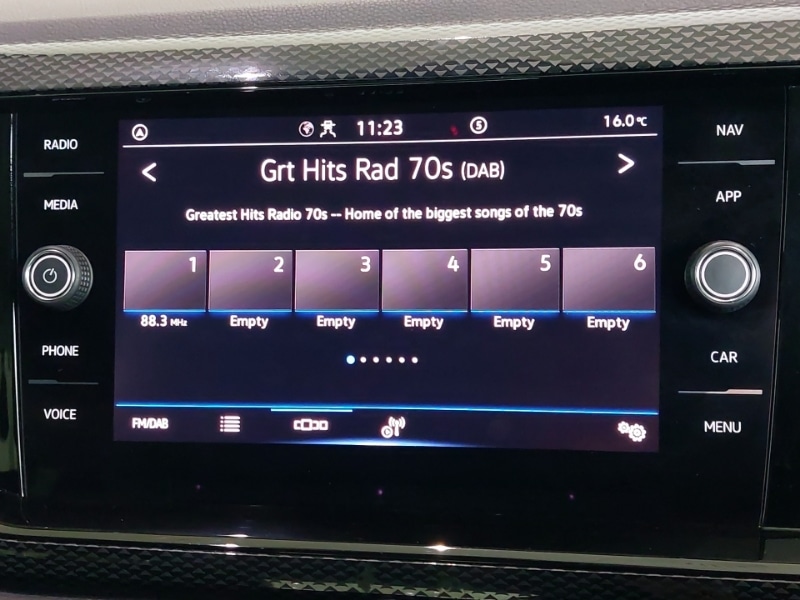 RADIO
MEDIA
PHONE
VOICE
A 11:23 S 16.0°C
< Grt Hits Rad 70s (DAB) >
Greatest Hits Radio 70s -- Home of the biggest songs of the 70s
1 2 3 4 5 6
88.3 MHz Empty Empty Empty Empty Empty
FM/DAB
NAV
APP
CAR
MENU